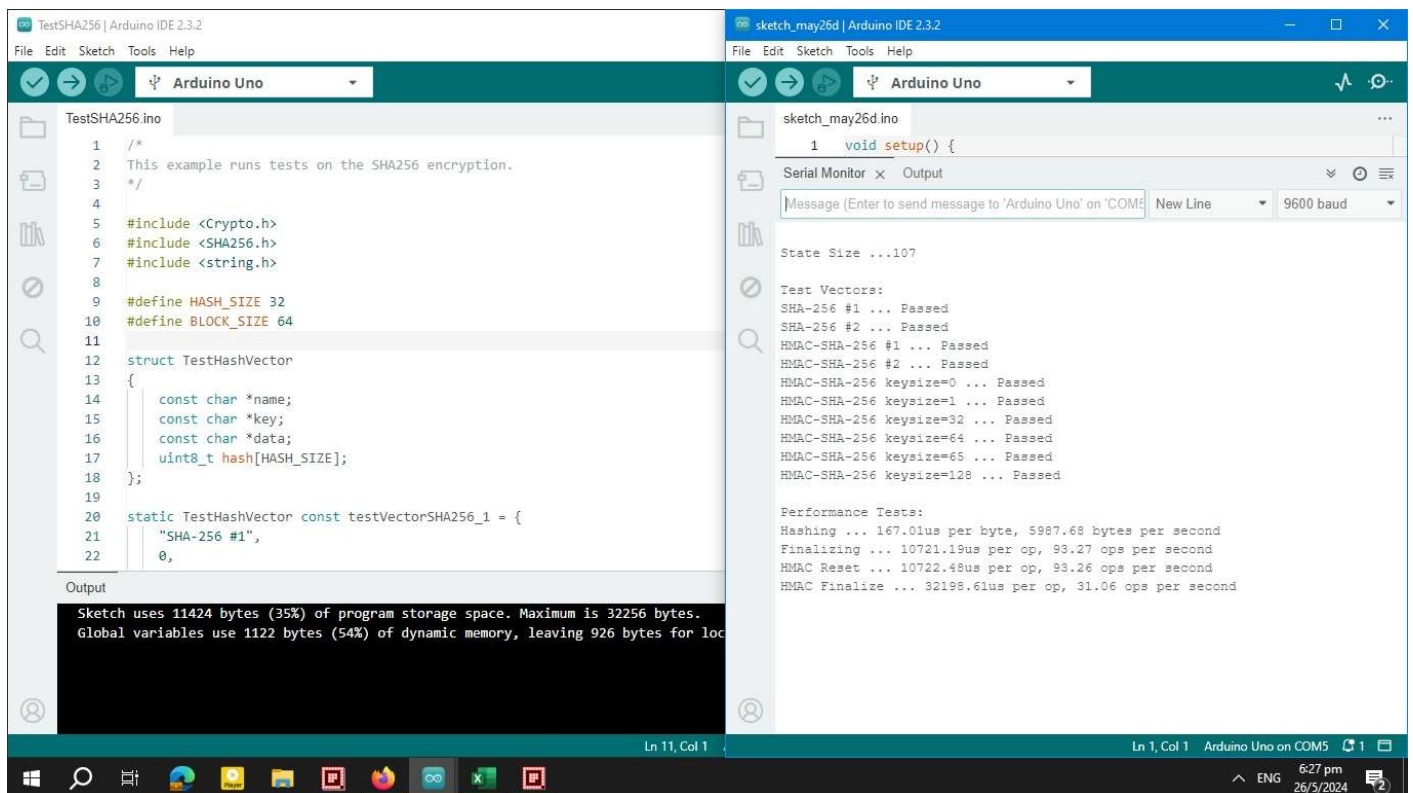 TestSHA256 | Arduino IDE 2.3.2
File Edit Sketch Tools Help
Arduino Uno
TestSHA256.ino
1 /*
2 This example runs tests on the SHA256 encryption.
3 */
4
5 #include <Crypto.h>
6 #include <SHA256.h>
7 #include <string.h>
8
9 #define HASH_SIZE 32
10 #define BLOCK_SIZE 64
11
12 struct TestHashVector
13 {
14 const char *name;
15 const char *key;
16 const char *data;
17 uint8_t hash[HASH_SIZE];
18 };
19
20 static TestHashVector const testVectorSHA256_1 = {
21 "SHA-256 #1",
22 0,
Output
Sketch uses 11424 bytes (35%) of program storage space. Maximum is 32256 bytes.
Global variables use 1122 bytes (54%) of dynamic memory, leaving 926 bytes for loc
Ln 11, Col 1
sketch_may26d | Arduino IDE 2.3.2
File Edit Sketch Tools Help
Arduino Uno
sketch_may26d.ino
1 void setup() {
Serial Monitor Output
Message (Enter to send message to 'Arduino Uno' on 'COM5 New Line 9600 baud
State Size ...107
Test Vectors:
SHA-256 #1 ... Passed
SHA-256 #2 ... Passed
HMAC-SHA-256 #1 ... Passed
HMAC-SHA-256 #2 ... Passed
HMAC-SHA-256 keysize=0 ... Passed
HMAC-SHA-256 keysize=1 ... Passed
HMAC-SHA-256 keysize=32 ... Passed
HMAC-SHA-256 keysize=64 ... Passed
HMAC-SHA-256 keysize=65 ... Passed
HMAC-SHA-256 keysize=128 ... Passed
Performance Tests:
Hashing ... 167.01us per byte, 5987.68 bytes per second
Finalizing ... 10721.19us per op, 93.27 ops per second
HMAC Reset ... 10722.48us per op, 93.26 ops per second
HMAC Finalize ... 32198.61us per op, 31.06 ops per second
Ln 1, Col 1 Arduino Uno on COM5 1
Player
ENG
6:27 pm
26/5/2024
2